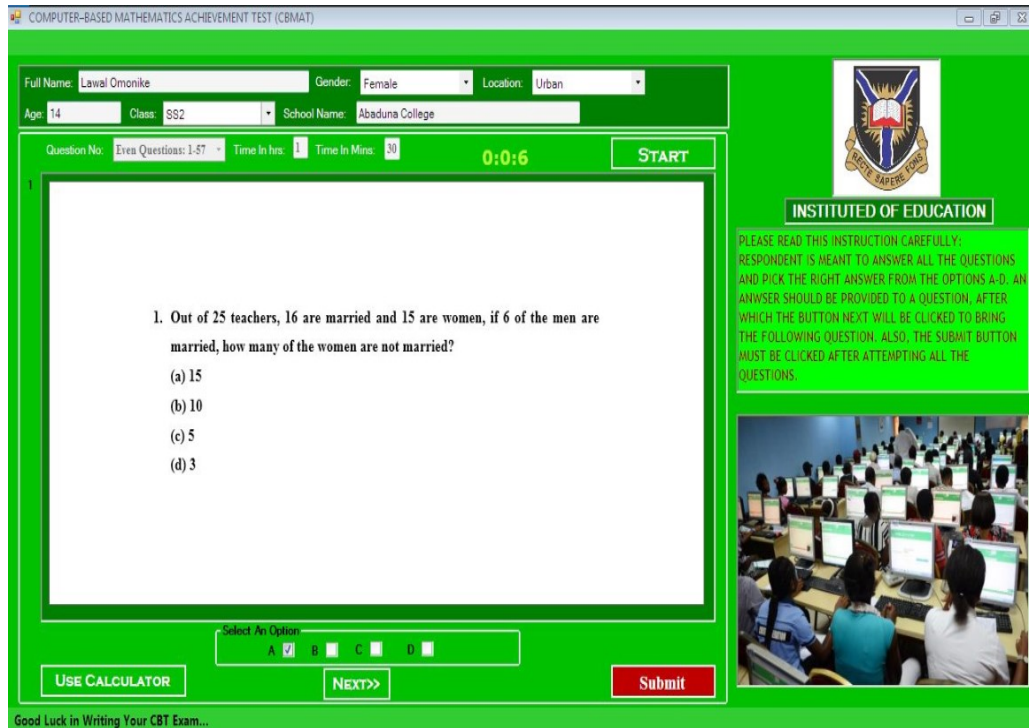 COMPUTER-BASED MATHEMATICS ACHIEVEMENT TEST (CBMAT)
Full Name: Lawal Omonike Gender: Female Location: Urban
Age: 14 Class: SS2 School Name: Abaduna College
Question No: Even Questions: 1-57 Time In hrs: 1 Time In Mins: 30 0:0:6 START
1
1. Out of 25 teachers, 16 are married and 15 are women, if 6 of the men are
married, how many of the women are not married?
(a) 15
(b) 10
(c) 5
(d) 3
Select An Option
A B C D
USE CALCULATOR NEXT>> Submit
Good Luck in Writing Your CBT Exam...
RECTE SAPERE FONS
INSTITUTED OF EDUCATION
PLEASE READ THIS INSTRUCTION CAREFULLY:
RESPONDENT IS MEANT TO ANSWER ALL THE QUESTIONS
AND PICK THE RIGHT ANSWER FROM THE OPTIONS A-D. AN
ANWSER SHOULD BE PROVIDED TO A QUESTION, AFTER
WHICH THE BUTTON NEXT WILL BE CLICKED TO BRING
THE FOLLOWING QUESTION. ALSO, THE SUBMIT BUTTON
MUST BE CLICKED AFTER ATTEMPTING ALL THE
QUESTIONS.